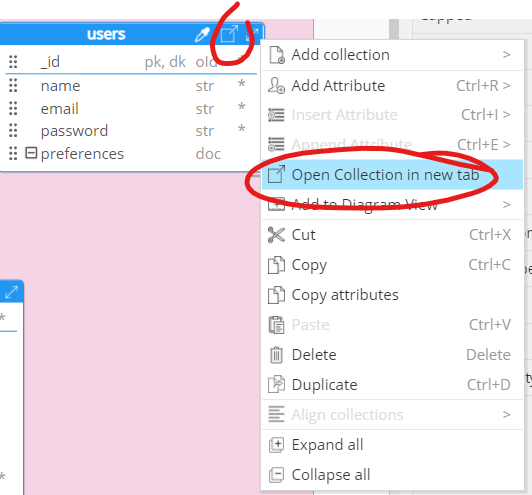 users
_id pk, dk oId *
name str *
email str *
password str *
preferences doc
capped
Add collection >
Add Attribute Ctrl+R >
Insert Attribute Ctrl+I >
Append Attribute Ctrl+E >
Open Collection in new tab
Add to Diagram View >
Cut Ctrl+X
Copy Ctrl+C
Copy attributes
Paste Ctrl+V
Delete Delete
Duplicate Ctrl+D
Align collections >
Expand all
Collapse all
*
*